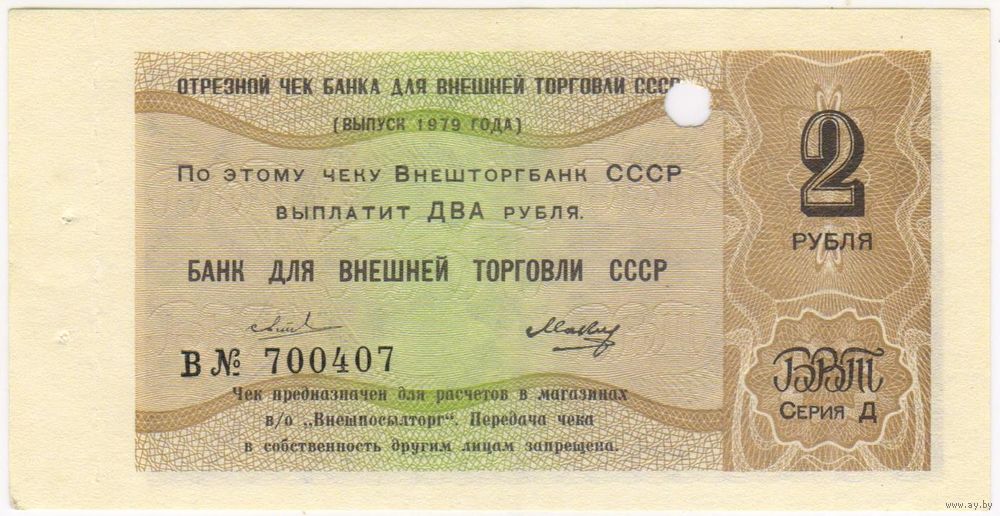 ОТРЕЗНОЙ ЧЕК БАНКА ДЛЯ ВНЕШНЕЙ ТОРГОВЛИ СССР
(ВЫПУСК 1979 ГОДА)
По этому чеку Внешторгбанк СССР
выплатит ДВА рубля.
БАНК ДЛЯ ВНЕШНЕЙ ТОРГОВЛИ СССР
В № 700407
Чек предназначен для расчетов в магазинах
в/о „Внешпосылторг“. Передача чека
в собственность другим лицам запрещена.
2
РУБЛЯ
БВТ
Серия Д
www.ay.by